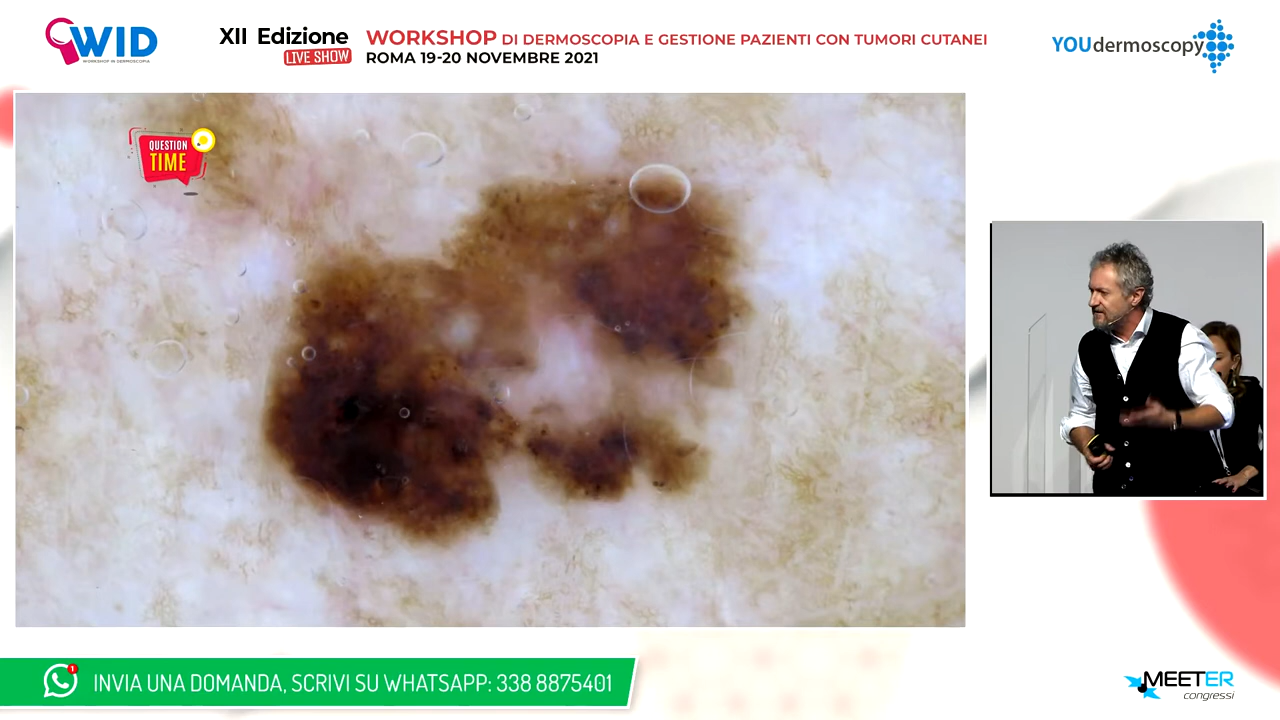 WID
WORKSHOP IN DERMOSCOPIA
XII Edizione
LIVE SHOW
WORKSHOP DI DERMOSCOPIA E GESTIONE PAZIENTI CON TUMORI CUTANEI
ROMA 19-20 NOVEMBRE 2021
YOUdermoscopy
QUESTION
TIME
1
INVIA UNA DOMANDA, SCRIVI SU WHATSAPP: 338 8875401
MEETER
congressi